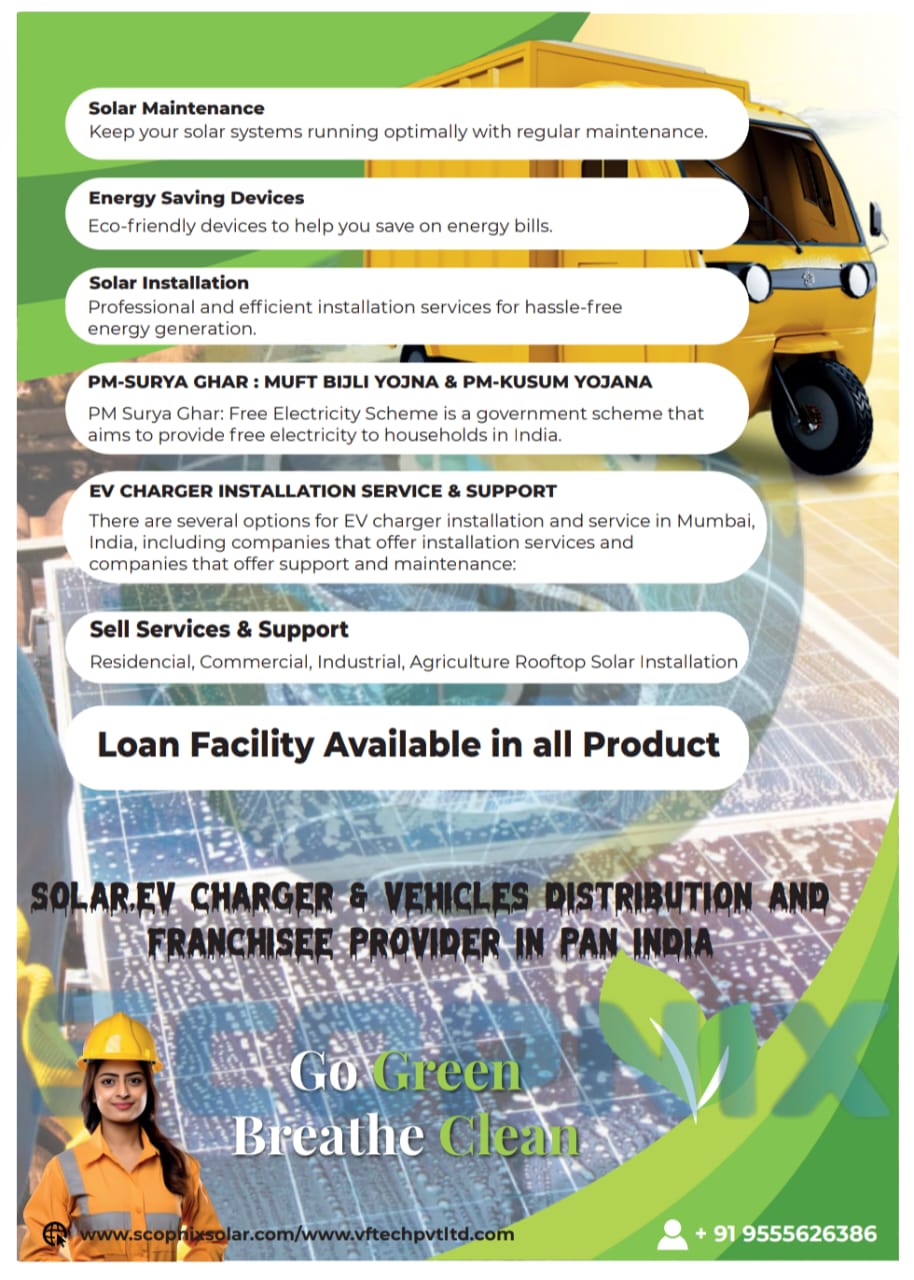 Solar Maintenance
Keep your solar systems running optimally with regular maintenance.
Energy Saving Devices
Eco-friendly devices to help you save on energy bills.
Solar Installation
Professional and efficient installation services for hassle-free
energy generation.
PM-SURYA GHAR : MUFT BIJLI YOJNA & PM-KUSUM YOJANA
PM Surya Ghar: Free Electricity Scheme is a government scheme that
aims to provide free electricity to households in India.
EV CHARGER INSTALLATION SERVICE & SUPPORT
There are several options for EV charger installation and service in Mumbai,
India, including companies that offer installation services and
companies that offer support and maintenance:
Sell Services & Support
Residencial, Commercial, Industrial, Agriculture Rooftop Solar Installation
Loan Facility Available in all Product
SOLAR.EV CHARGER & VEHICLES DISTRIBUTION AND
FRANCHISEE PROVIDER IN PAN INDIA
Go Green
Breathe Clean
www.scophixsolar.com/www.vftechpvtltd.com
+ 91 9555626386